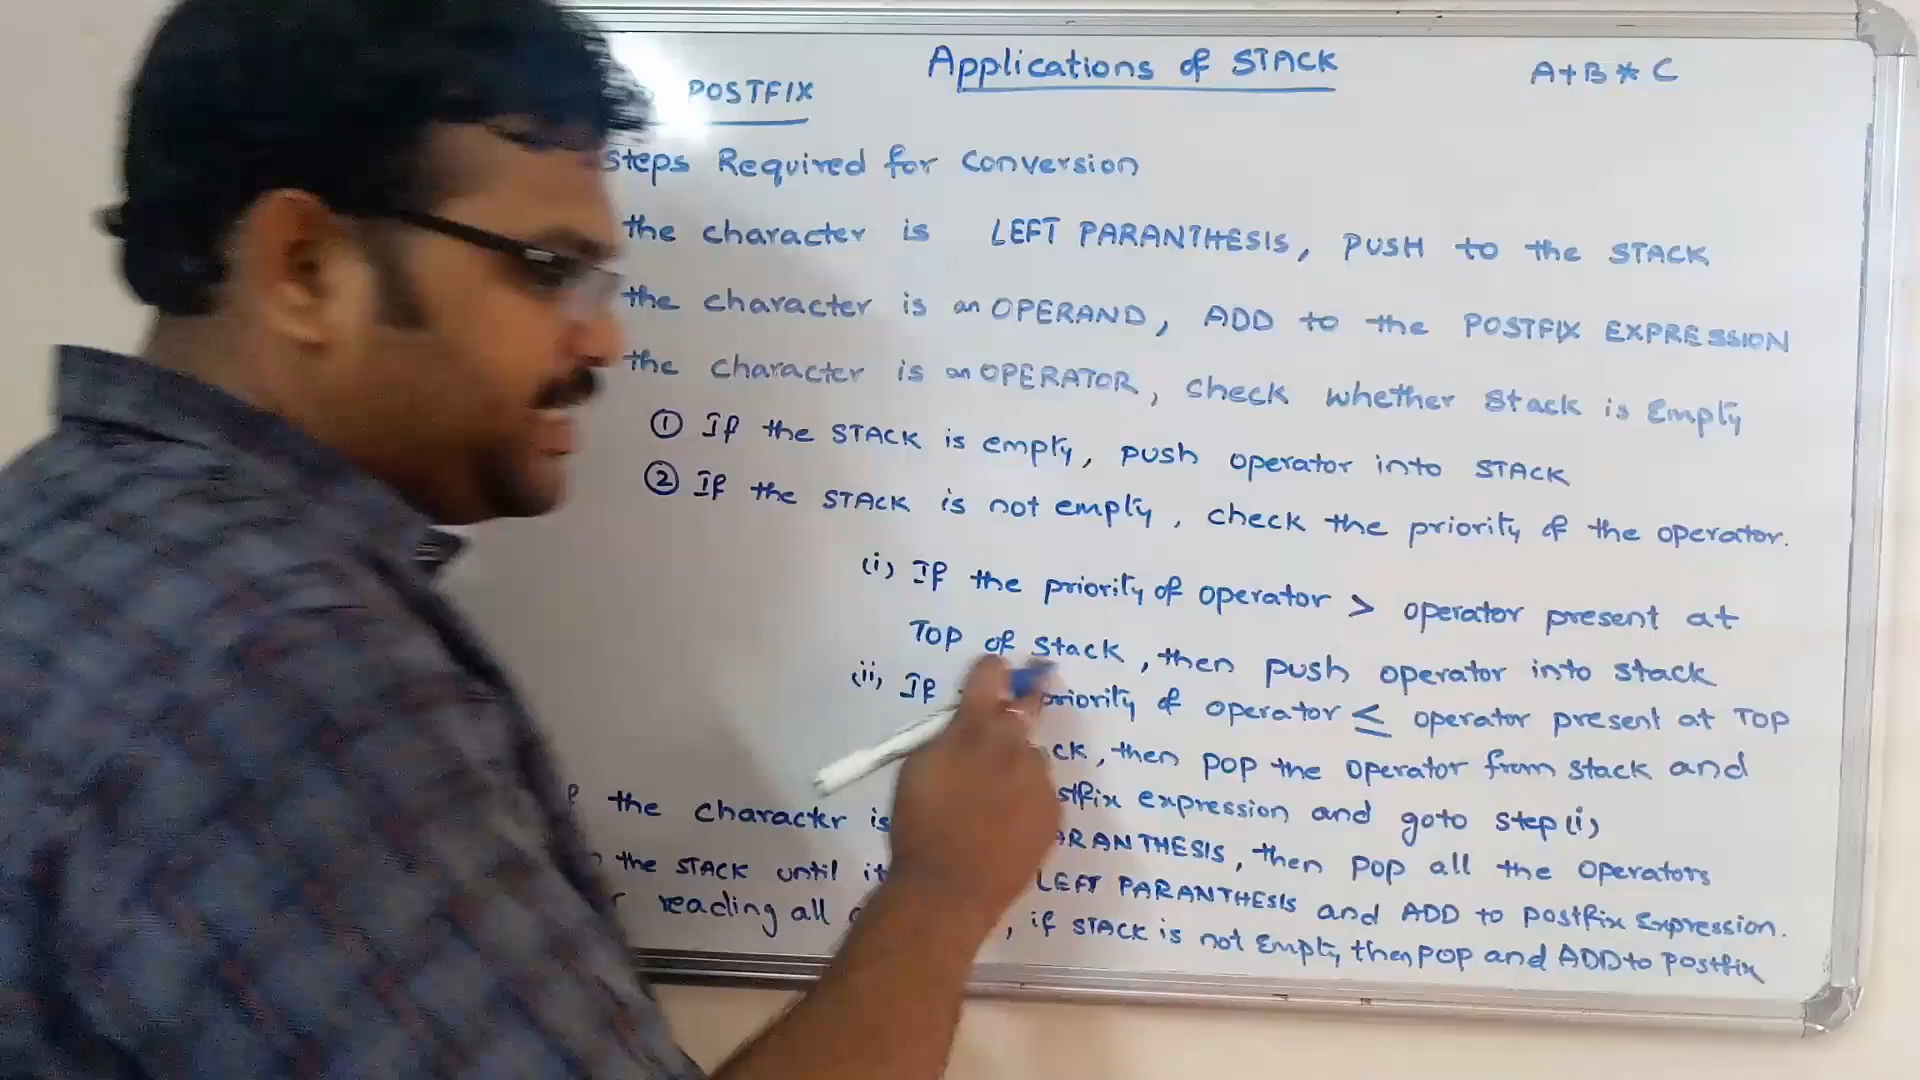 Applications of STACK
A+B*C
POSTFIX
steps Required for conversion
the character is LEFT PARANTHESIS, PUSH to the STACK
the character is an OPERAND, ADD to the POSTFIX EXPRESSION
the character is an OPERATOR, check whether stack is Empty
① If the STACK is empty, push operator into STACK
② If the STACK is not empty, check the priority of the operator.
(i) If the priority of operator > operator present at
TOP of stack, then push operator into stack
(ii) If priority of operator ≤ operator present at TOP
then pop the operator from stack and
expression and goto step(i)
the character is then pop all the operators
the STACK until it LEFT PARANTHESIS and ADD to postfix Expression.
reading all , if STACK is not Empty then POP and ADD to postfix